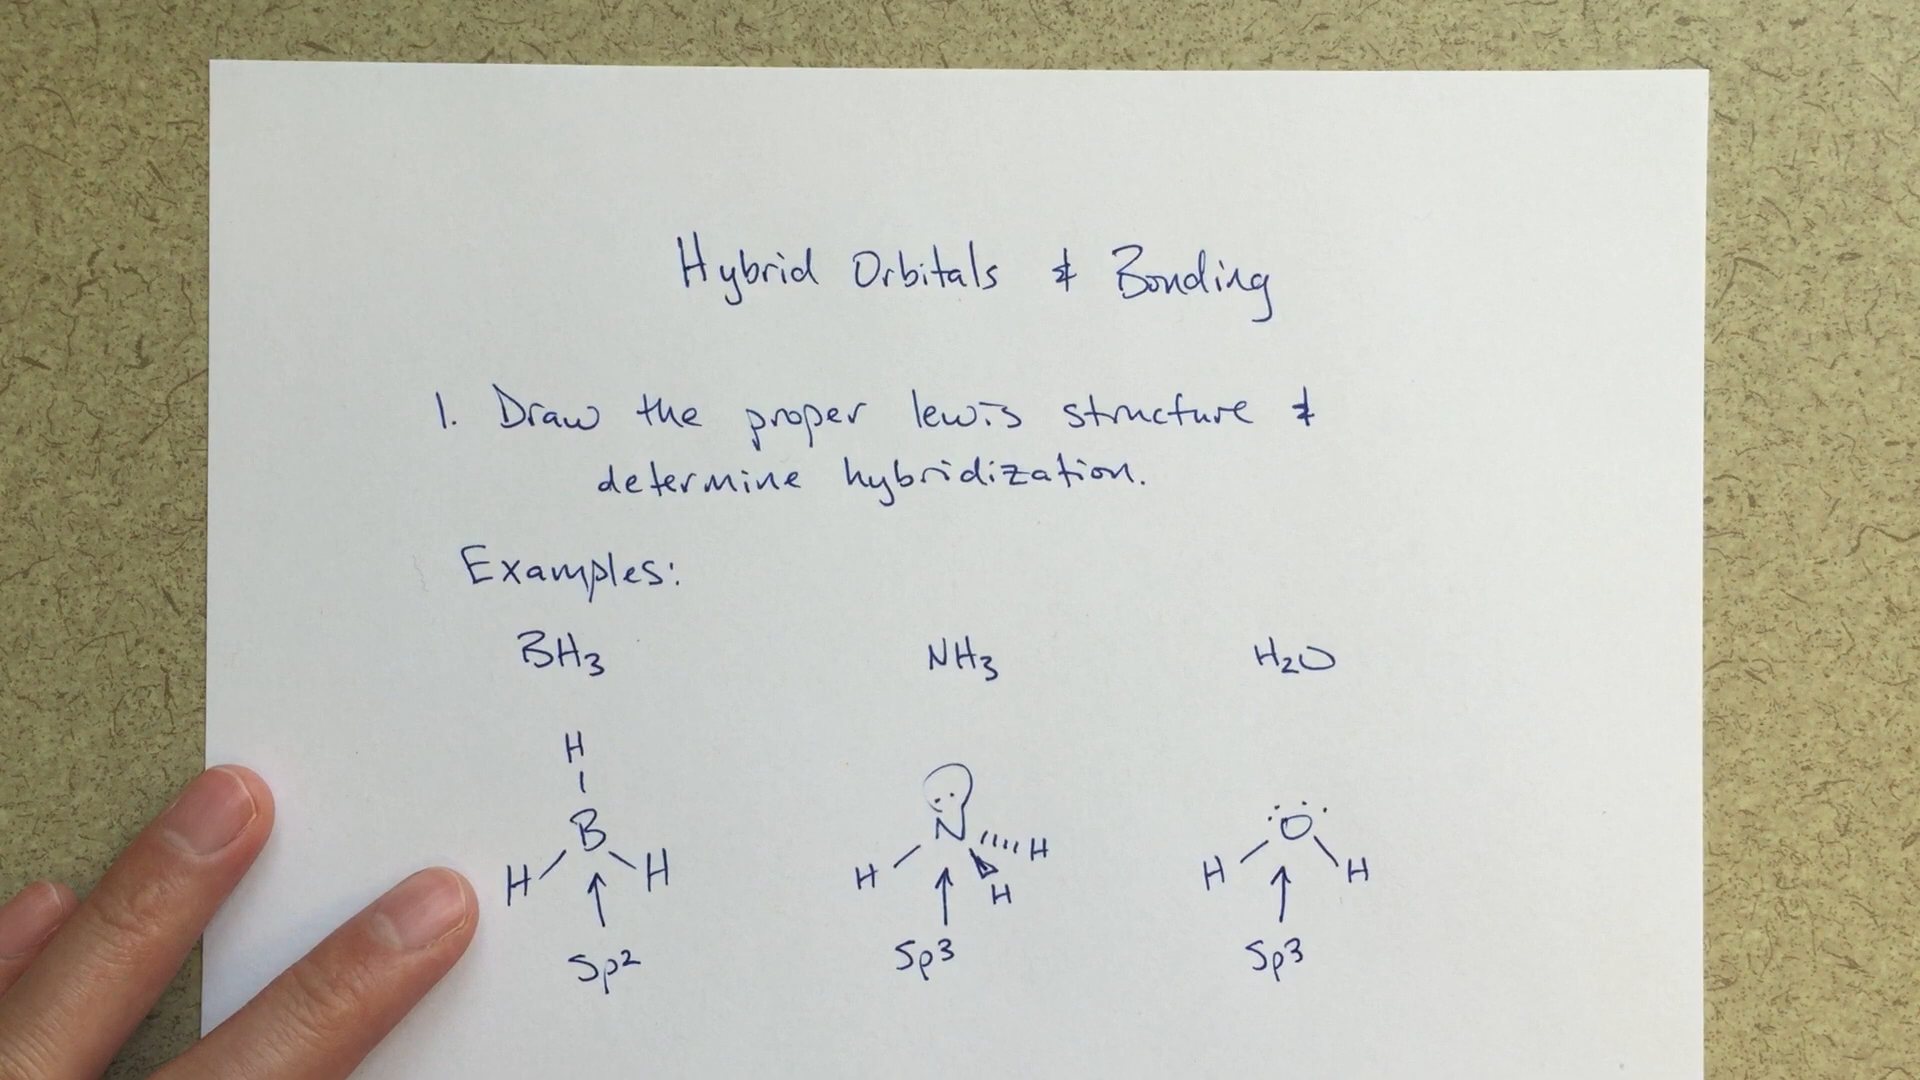 Hybrid Orbitals & Bonding
1. Draw the proper lewis structure &
determine hybridization.
Examples:
BH3 NH3 H2O
H
B N H O
H H H H H H
Sp2 Sp3 Sp3